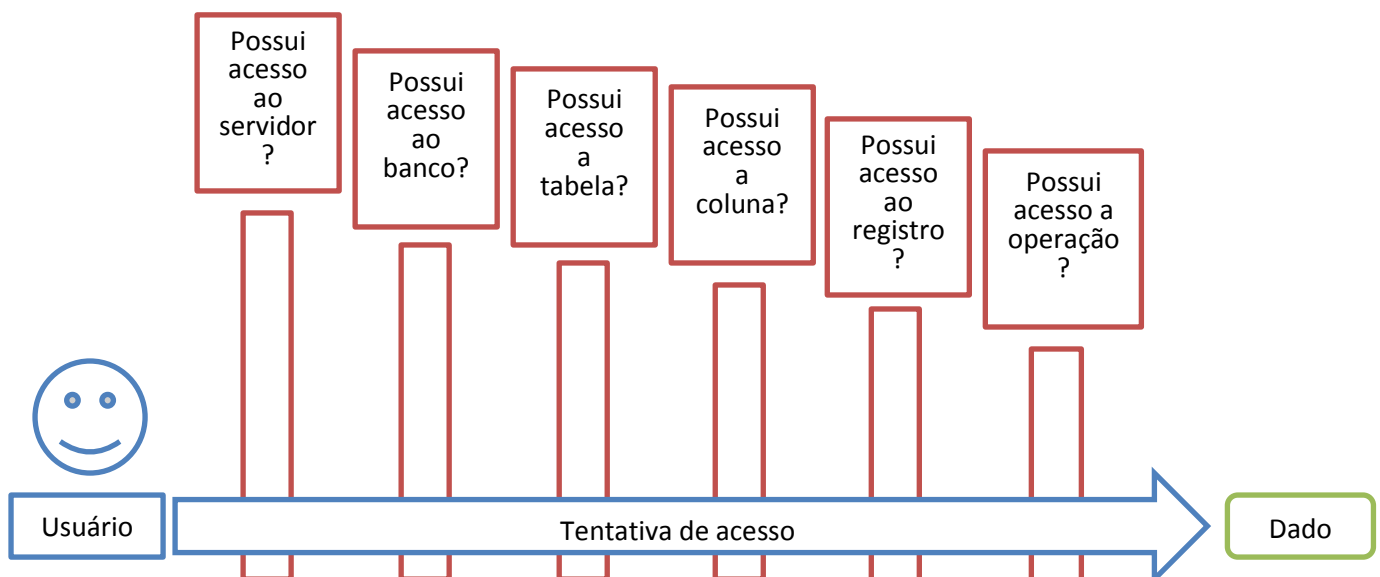 Possui
acesso
ao
servidor
?
Possui
acesso
ao
banco?
Possui
acesso
a
tabela?
Possui
acesso
a
coluna?
Possui
acesso
ao
registro
?
Possui
acesso a
operação
?
Usuário
Tentativa de acesso
Dado